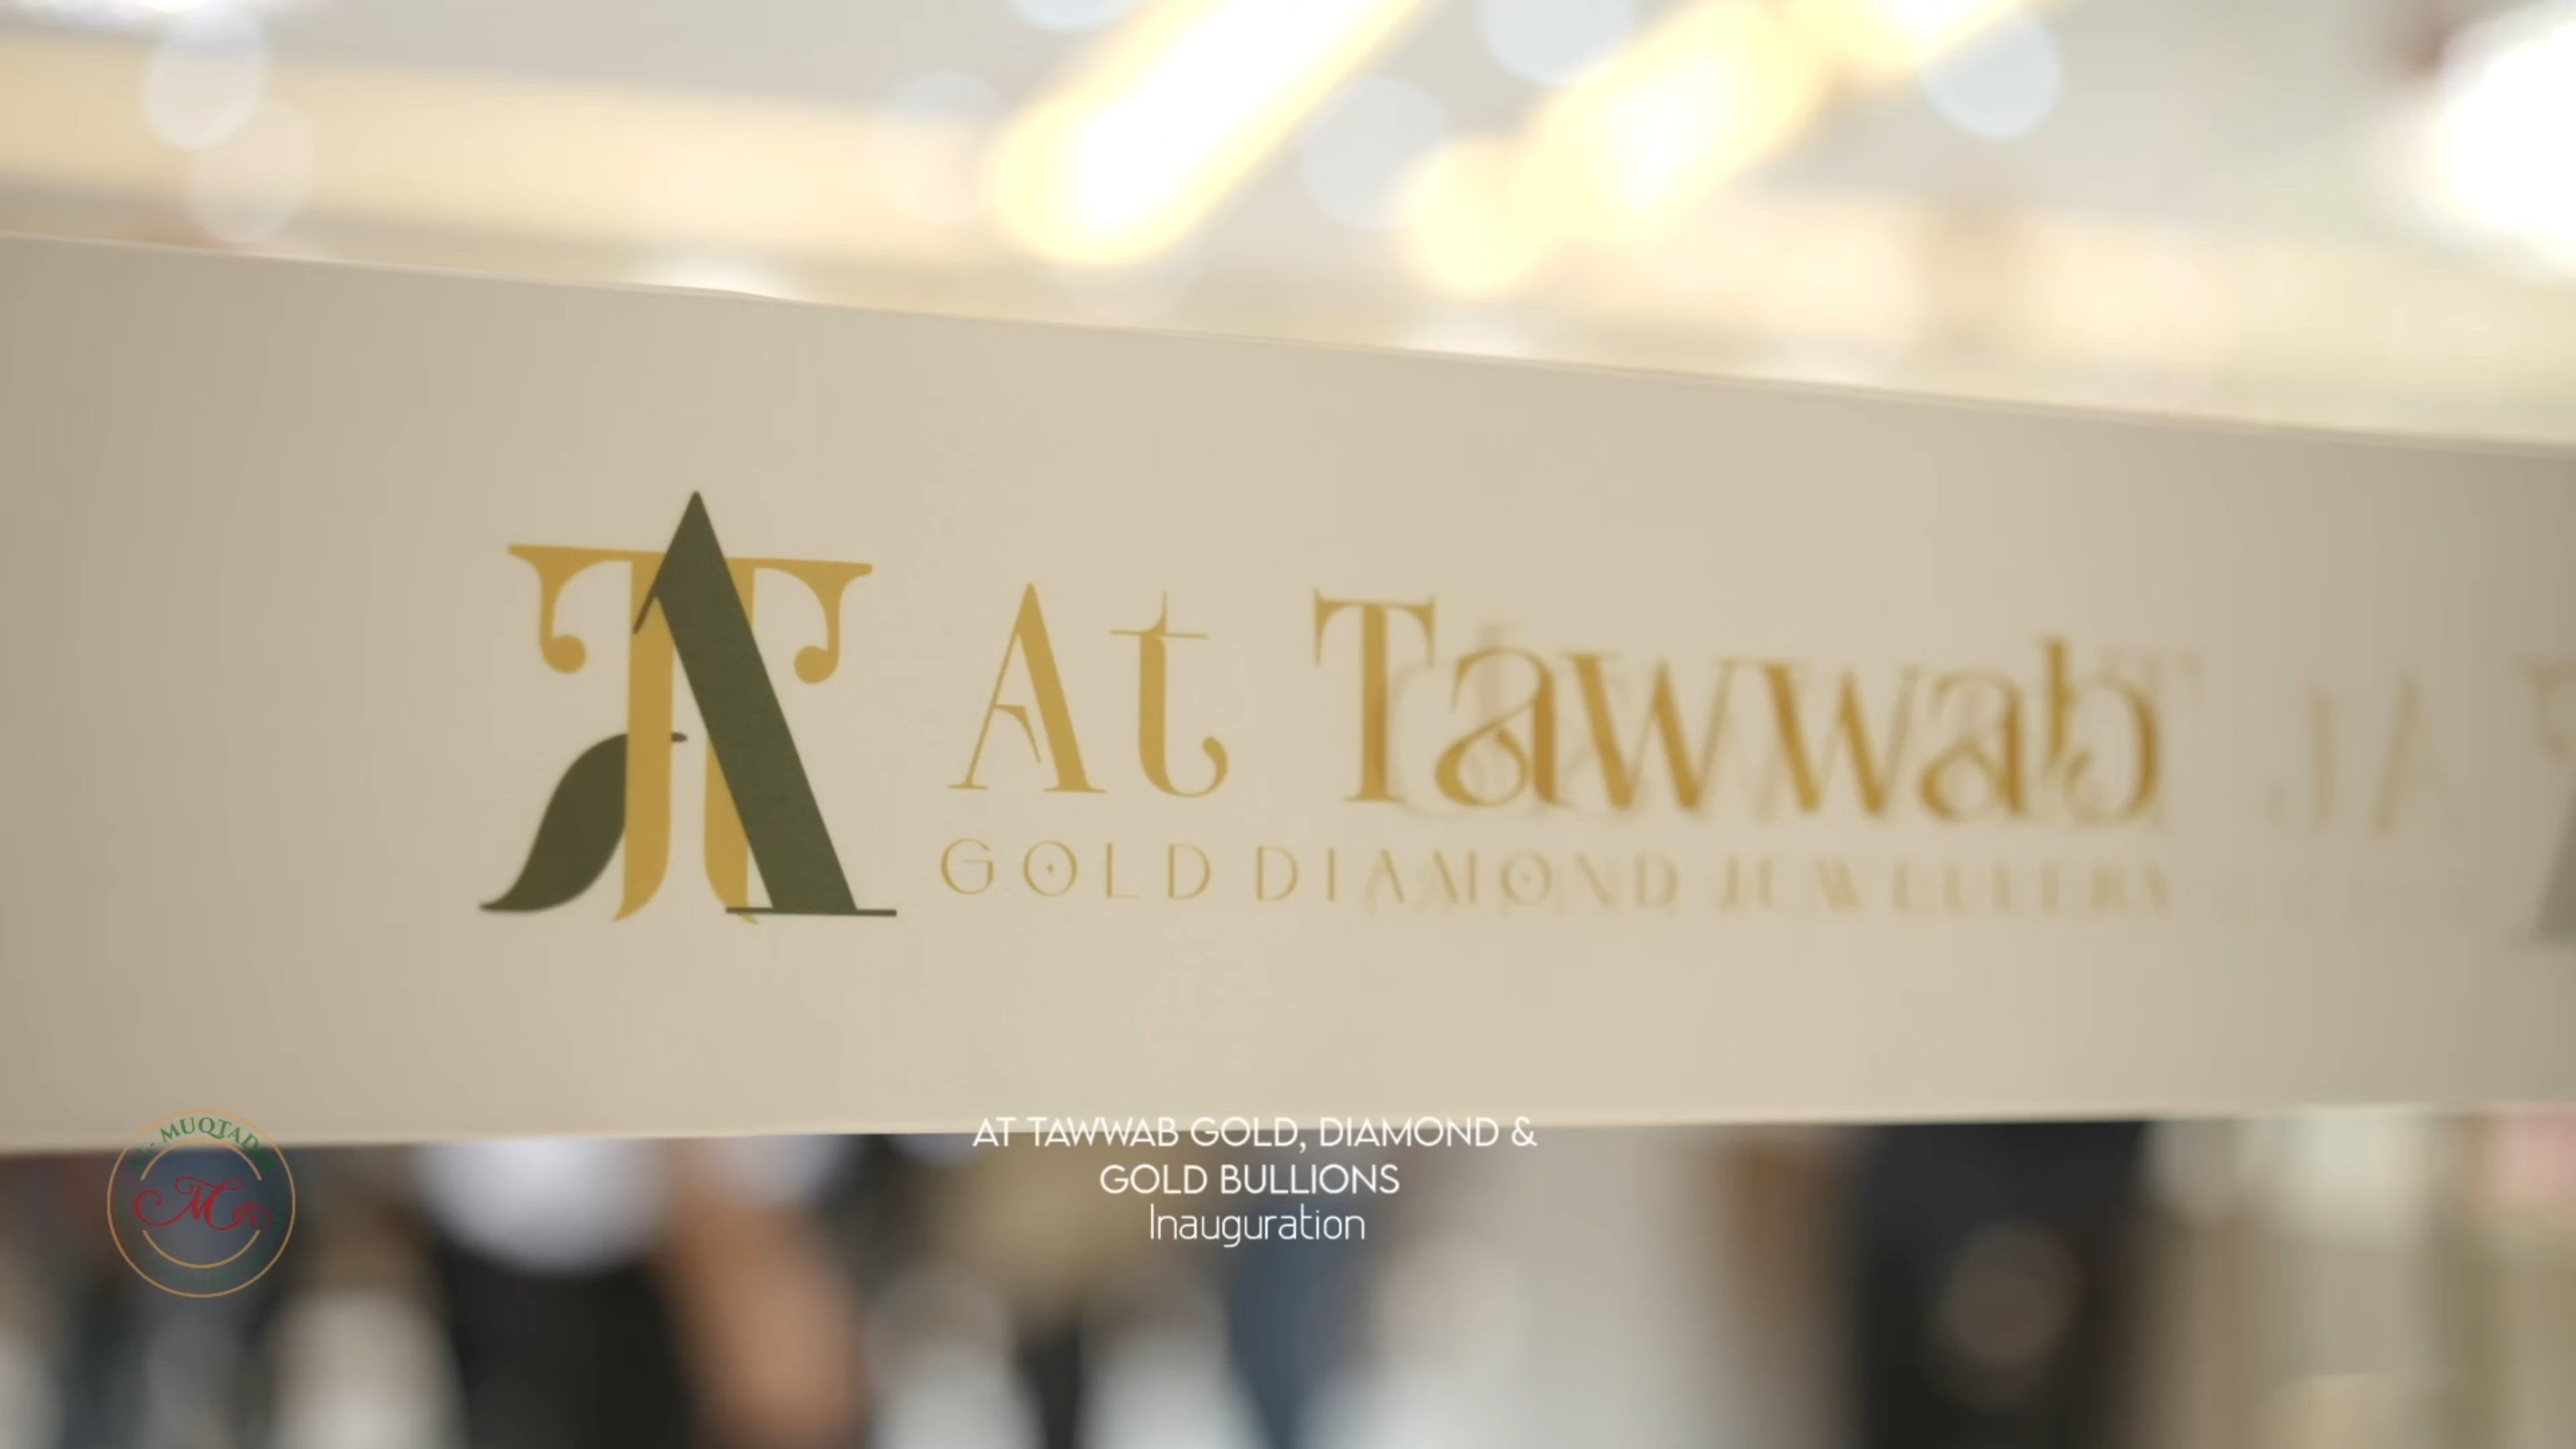 At Tawwab
GOLD DIAMOND JEWELLERY
AT TAWWAB GOLD, DIAMOND &
GOLD BULLIONS
Inauguration